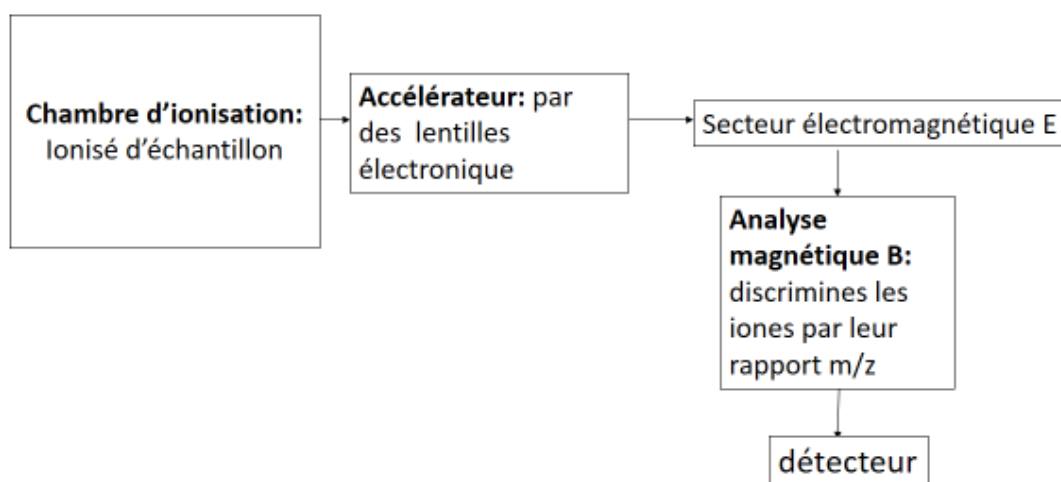 Chambre d'ionisation:
Ionisé d'échantillon
Accélérateur: par
des lentilles
électronique
Secteur électromagnétique E
Analyse
magnétique B:
discrimines les
iones par leur
rapport m/z
détecteur